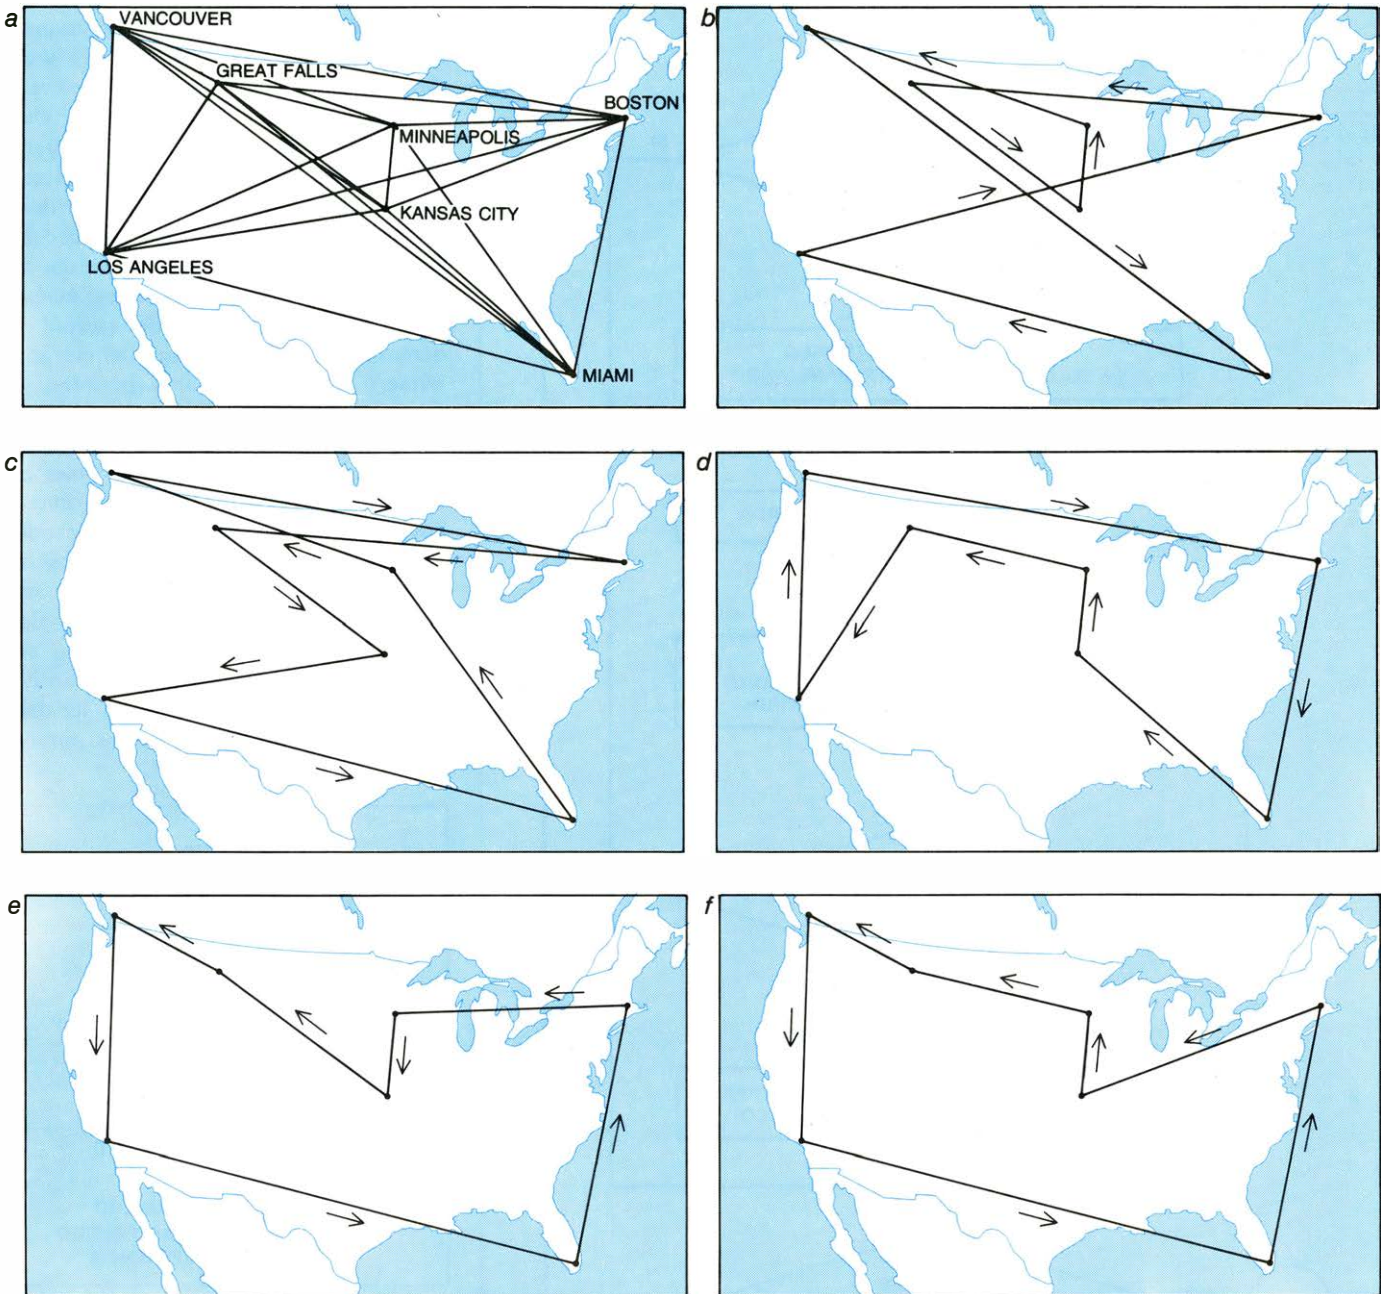 a
VANCOUVER
GREAT FALLS
BOSTON
MINNEAPOLIS
KANSAS CITY
LOS ANGELES
MIAMI
b
c
d
e
f